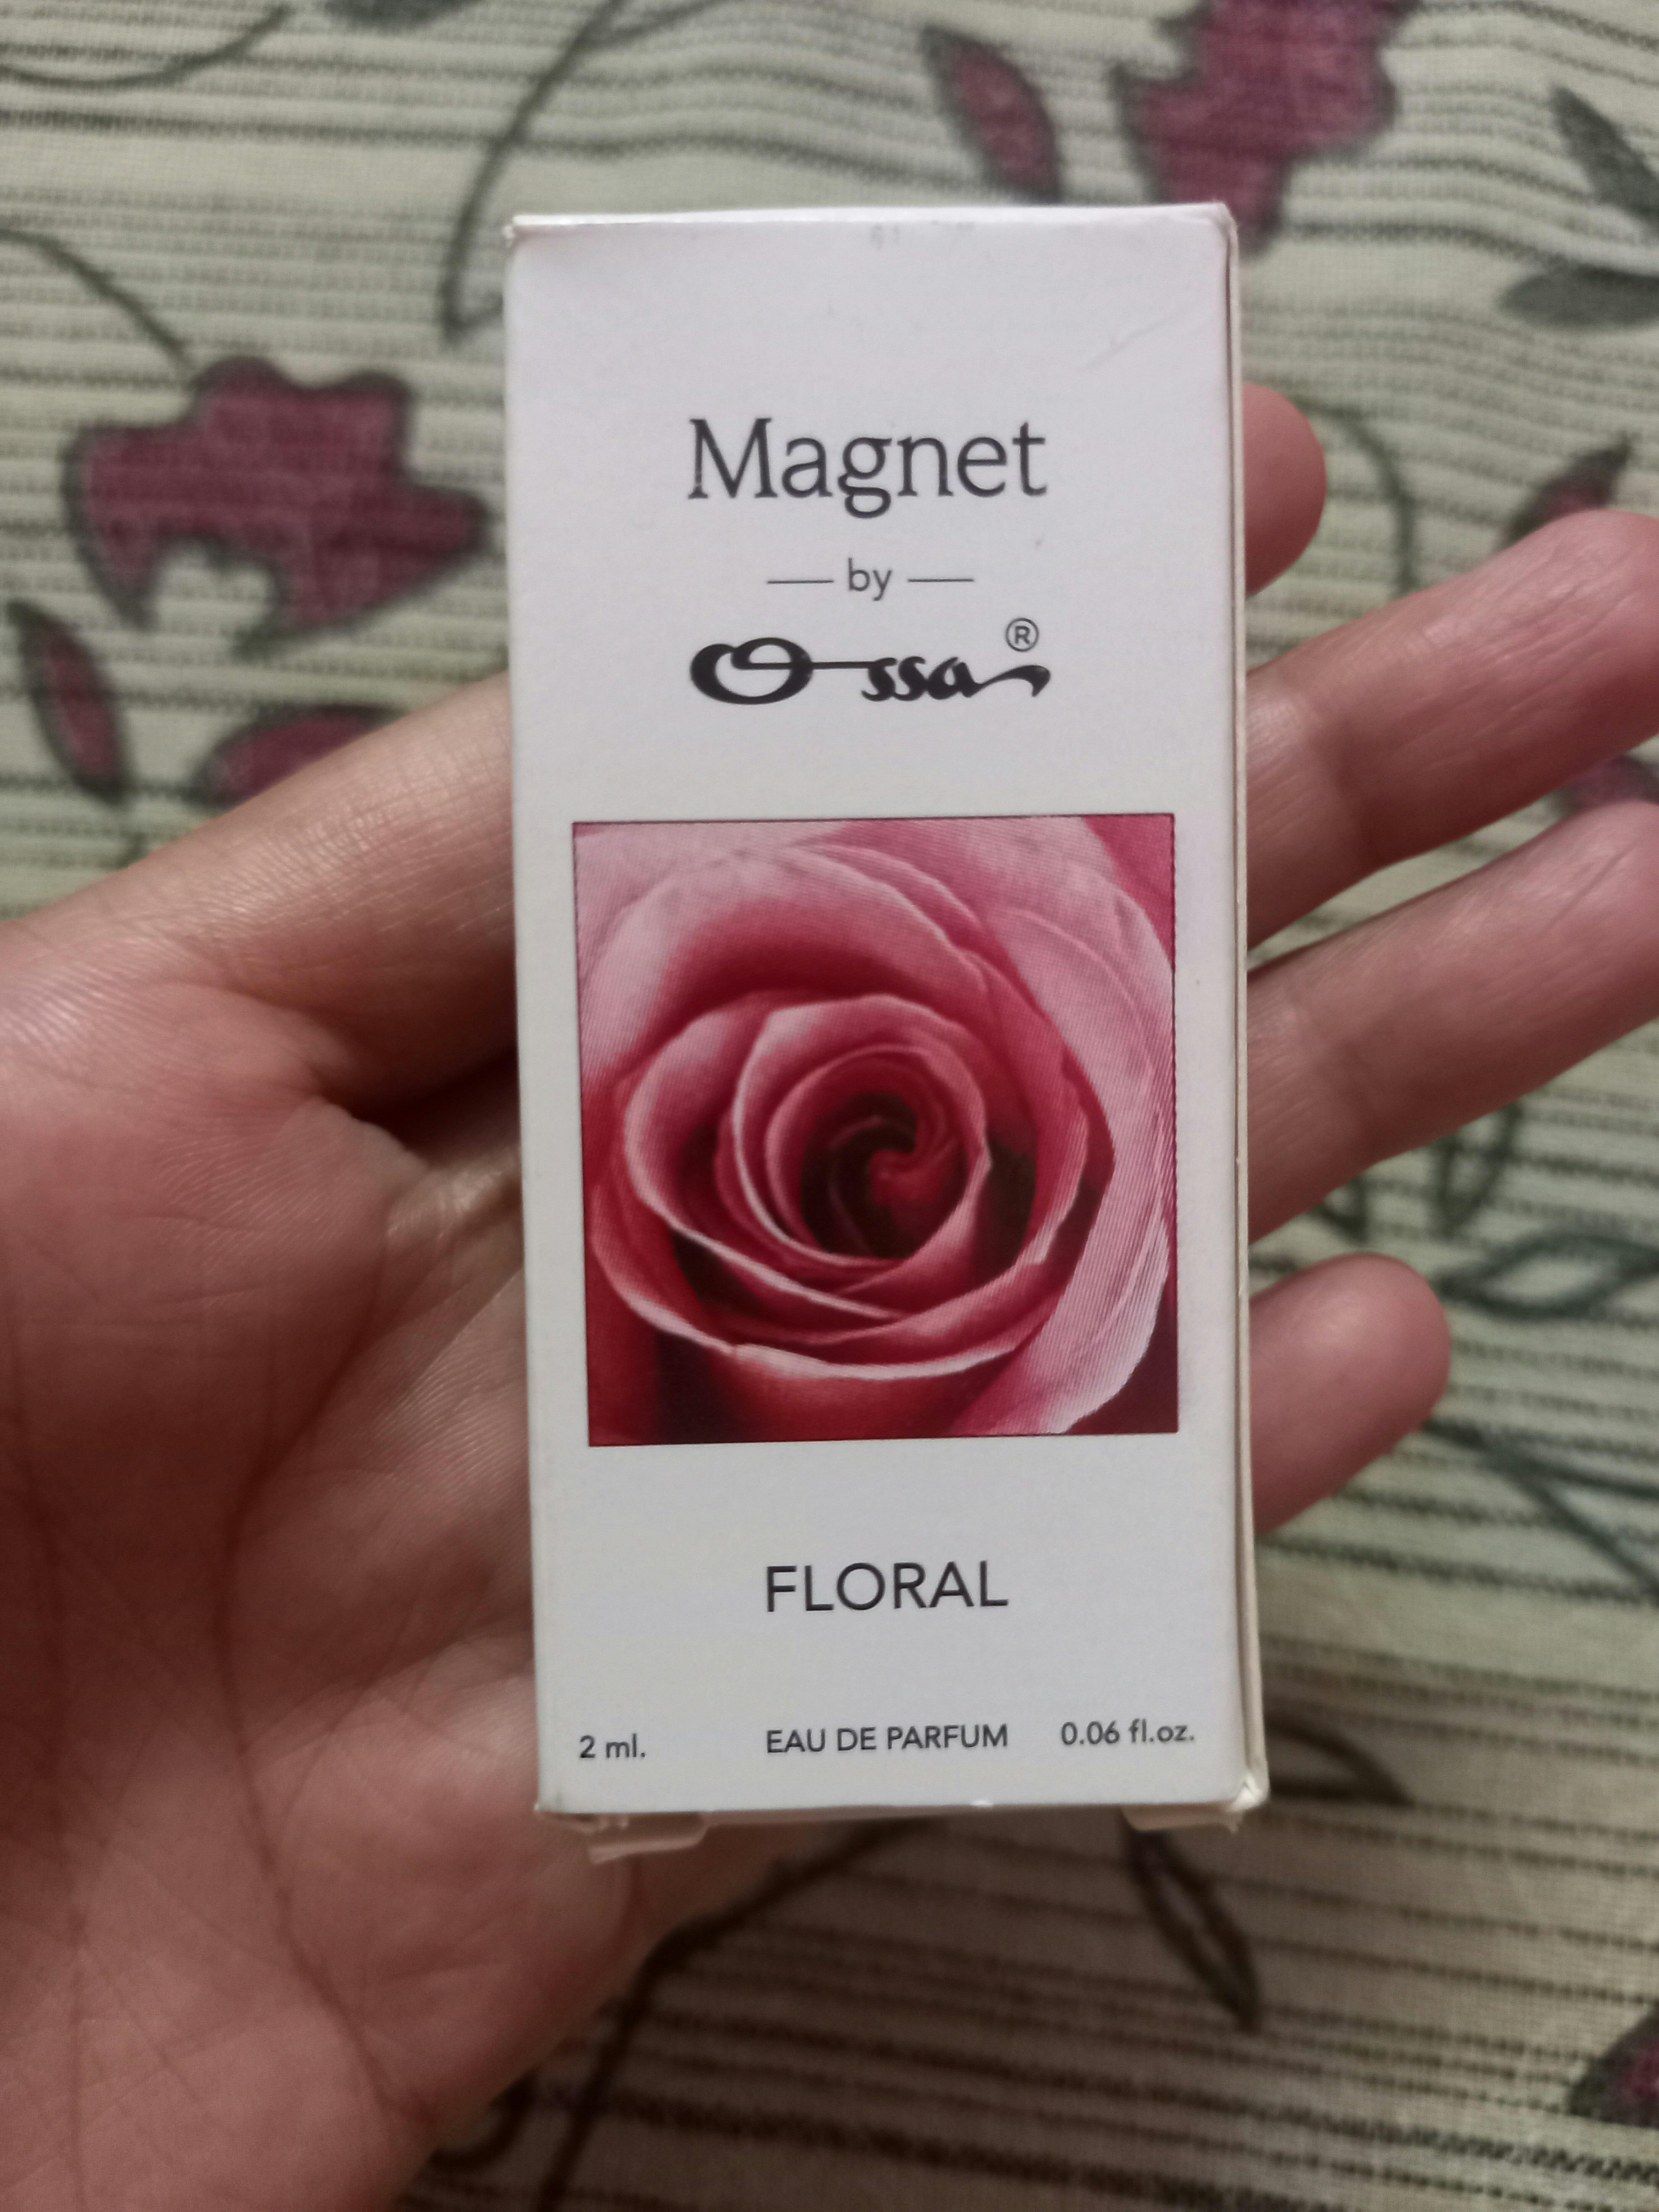 Magnet
by
Ossa®
FLORAL
2 ml. EAU DE PARFUM 0.06 fl.oz.